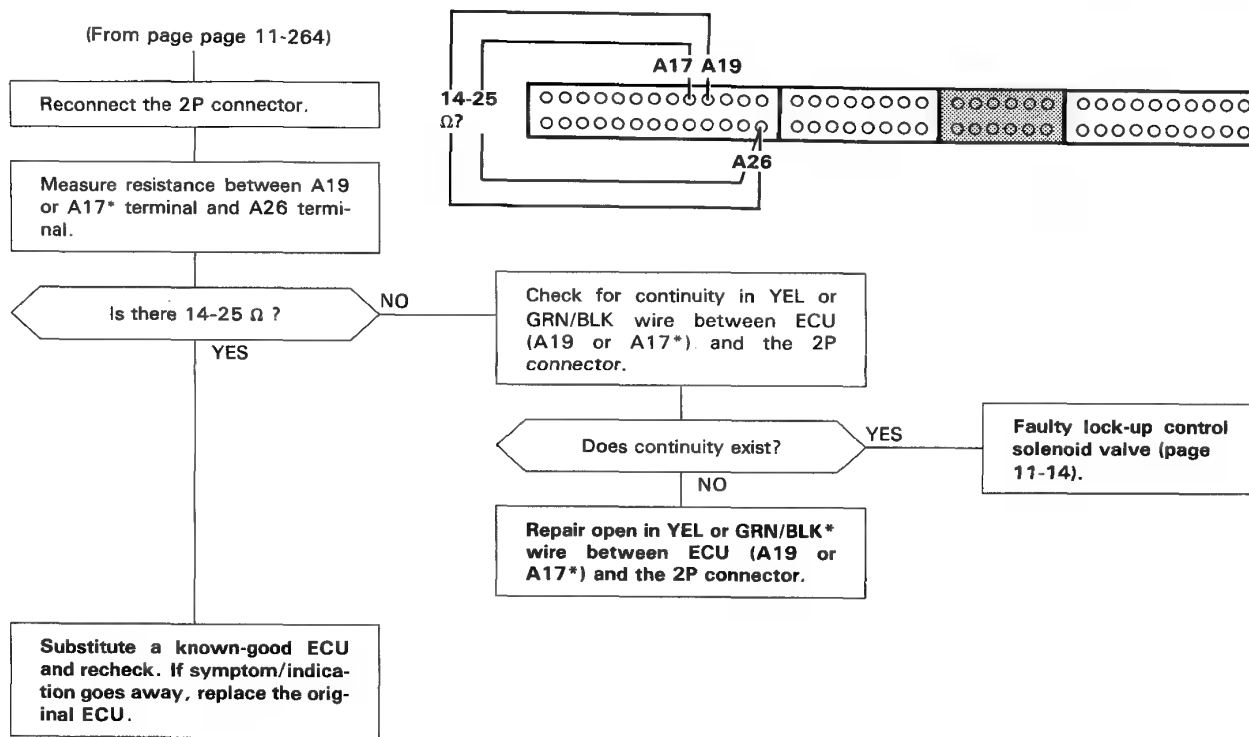 (From page page 11-264)
Reconnect the 2P connector.
Measure resistance between A19
or A17* terminal and A26 termi-
nal.
Is there 14-25 Ω ?
NO
YES
A17 A19
14-25
Ω?
A26
Check for continuity in YEL or
GRN/BLK wire between ECU
(A19 or A17*) and the 2P
connector.
Does continuity exist?
YES
NO
Faulty lock-up control
solenoid valve (page
11-14).
Repair open in YEL or GRN/BLK*
wire between ECU (A19 or
A17*) and the 2P connector.
Substitute a known-good ECU
and recheck. If symptom/indica-
tion goes away, replace the orig-
inal ECU.